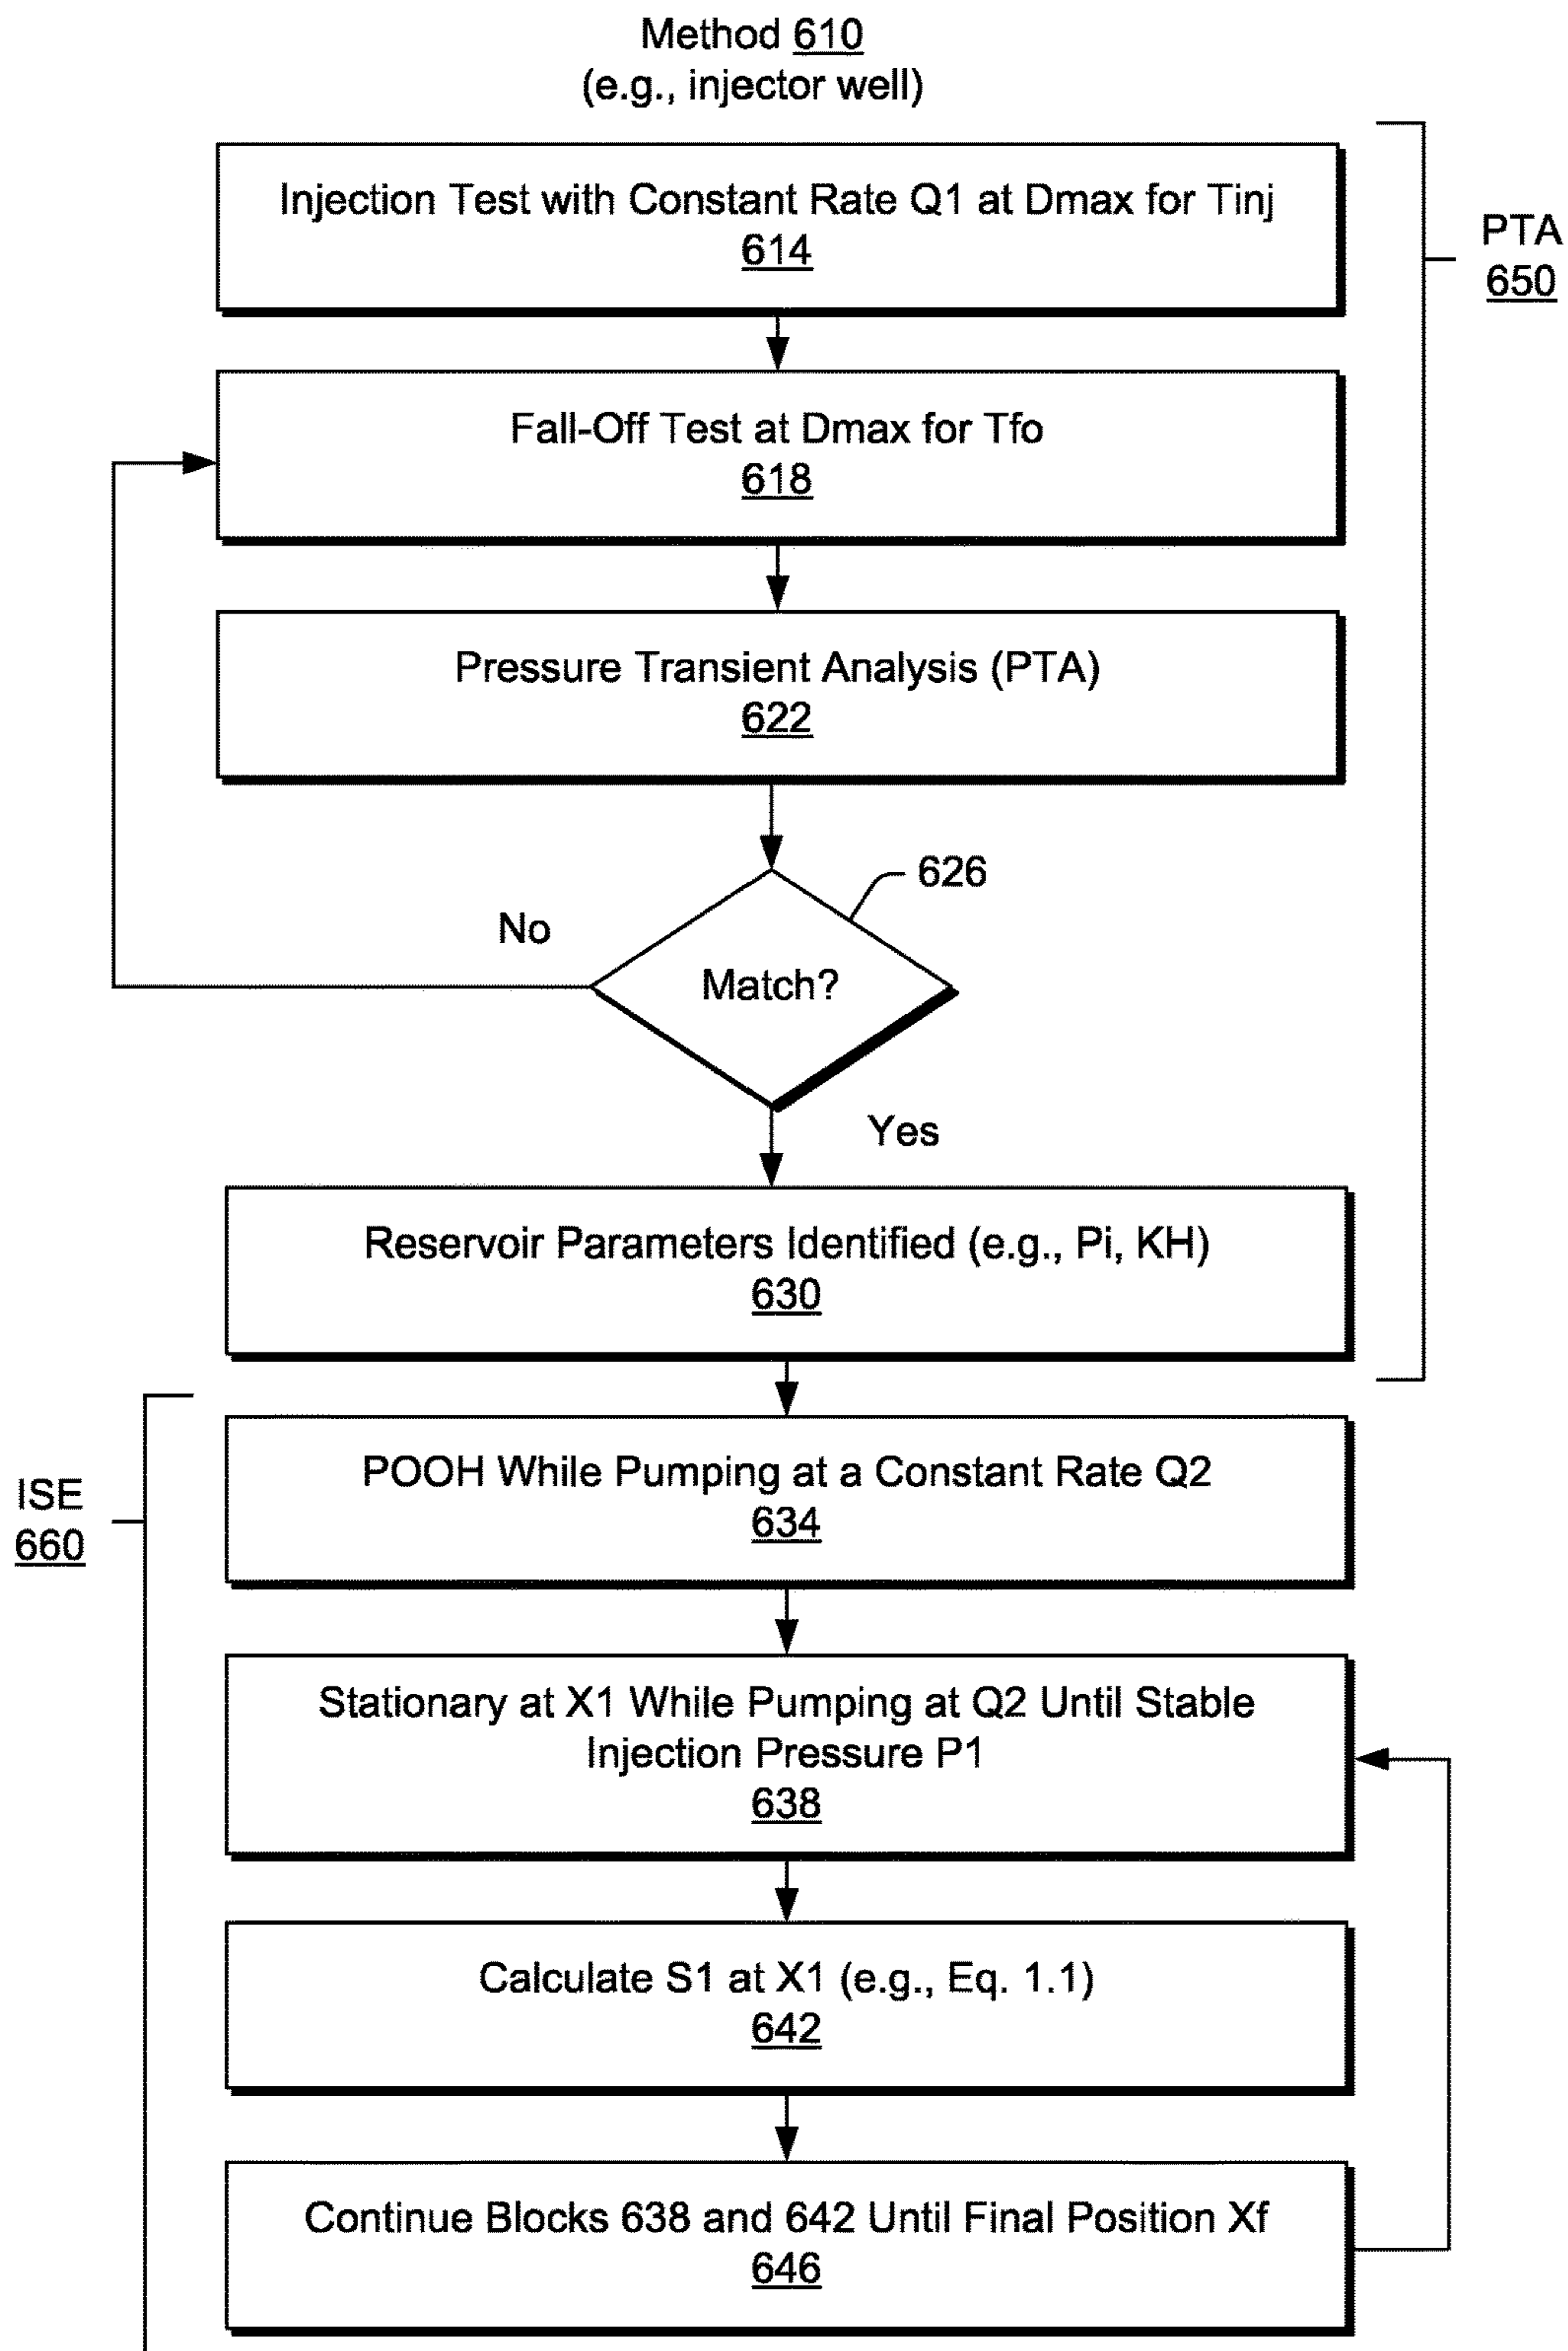 Method 610
(e.g., injector well)
Injection Test with Constant Rate Q1 at Dmax for Tinj
614
PTA
650
Fall-Off Test at Dmax for Tfo
618
Pressure Transient Analysis (PTA)
622
626
No
Match?
Yes
Reservoir Parameters Identified (e.g., Pi, KH)
630
POOH While Pumping at a Constant Rate Q2
634
ISE
660
Stationary at X1 While Pumping at Q2 Until Stable
Injection Pressure P1
638
Calculate S1 at X1 (e.g., Eq. 1.1)
642
Continue Blocks 638 and 642 Until Final Position Xf
646